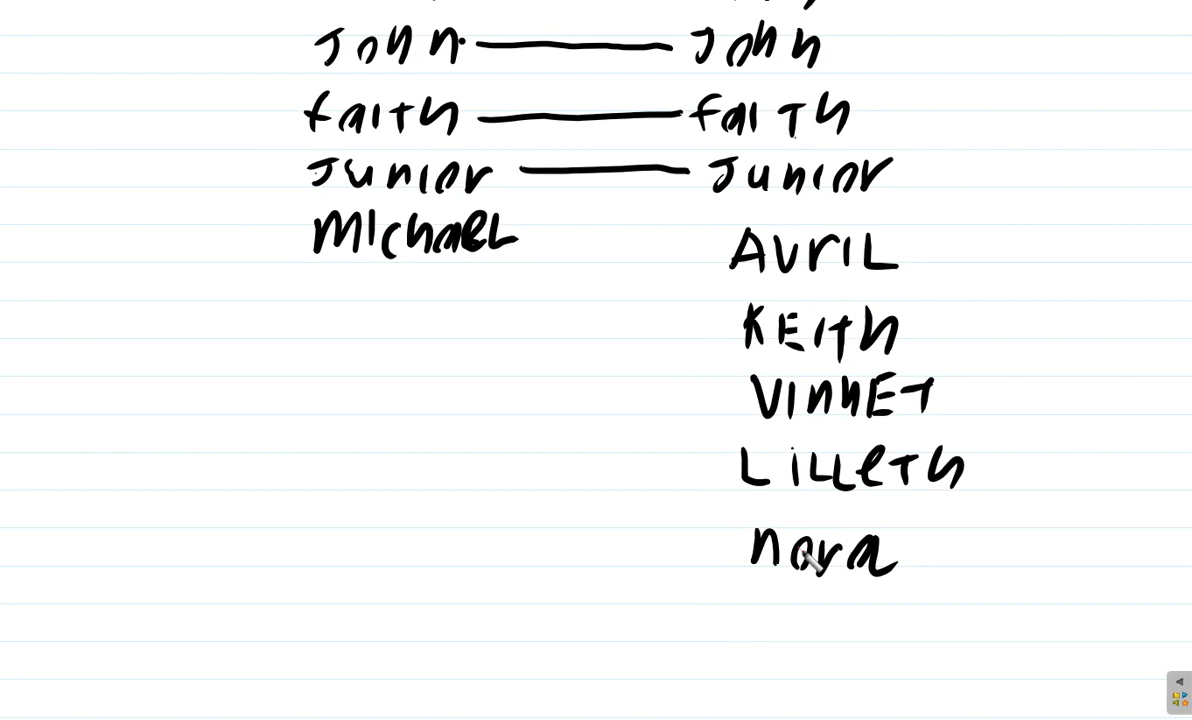 John John
faith faith
Junior Junior
MIchaeL
AvrIL
KEith
VinnET
LiLLeTh
nora